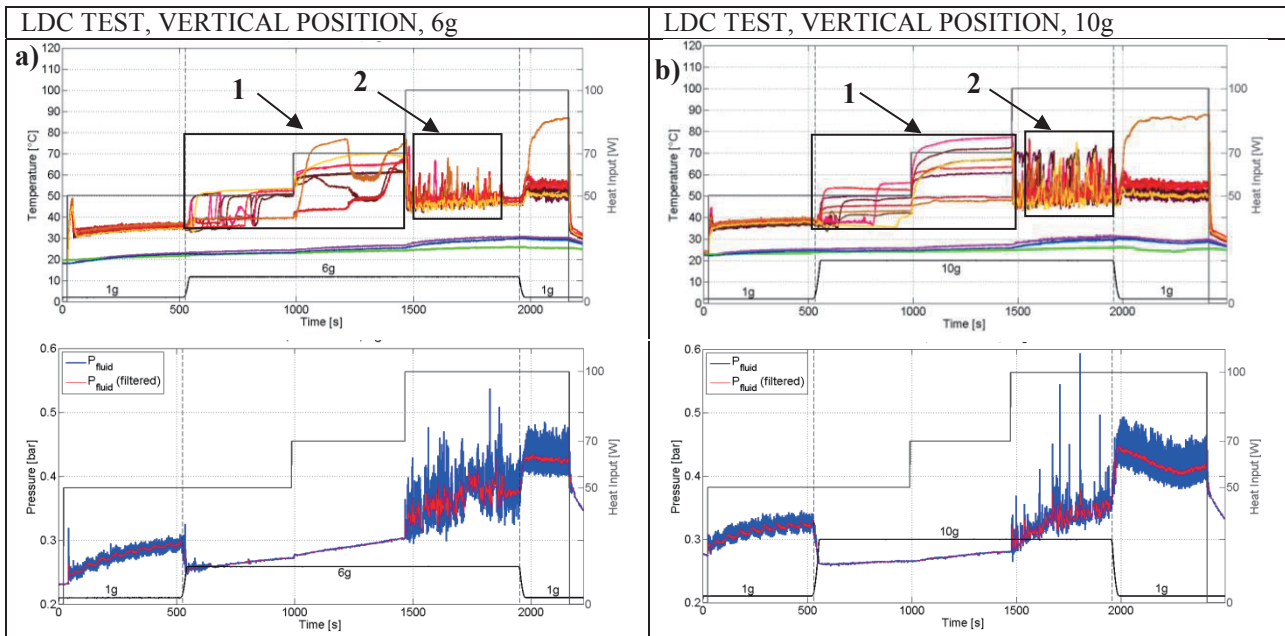 LDC TEST, VERTICAL POSITION, 6g
LDC TEST, VERTICAL POSITION, 10g
a)
1
2
120
110
100
90
80
70
60
50
40
30
20
10
0
Temperature [°C]
100
70
50
0
Heat Input [W]
1g
6g
1g
0
500
1000
1500
2000
Time [s]
b)
1
2
120
110
100
90
80
70
60
50
40
30
20
10
0
Temperature [°C]
100
70
50
0
Heat Input [W]
1g
10g
1g
0
500
1000
1500
2000
Time [s]
P fluid
P fluid (filtered)
0.6
0.5
0.4
0.3
0.2
Pressure [bar]
100
70
50
0
Heat Input [W]
1g
6g
1g
0
500
1000
1500
2000
Time [s]
P fluid
P fluid (filtered)
0.6
0.5
0.4
0.3
0.2
Pressure [bar]
100
70
50
0
Heat Input [W]
1g
10g
1g
0
500
1000
1500
2000
Time [s]